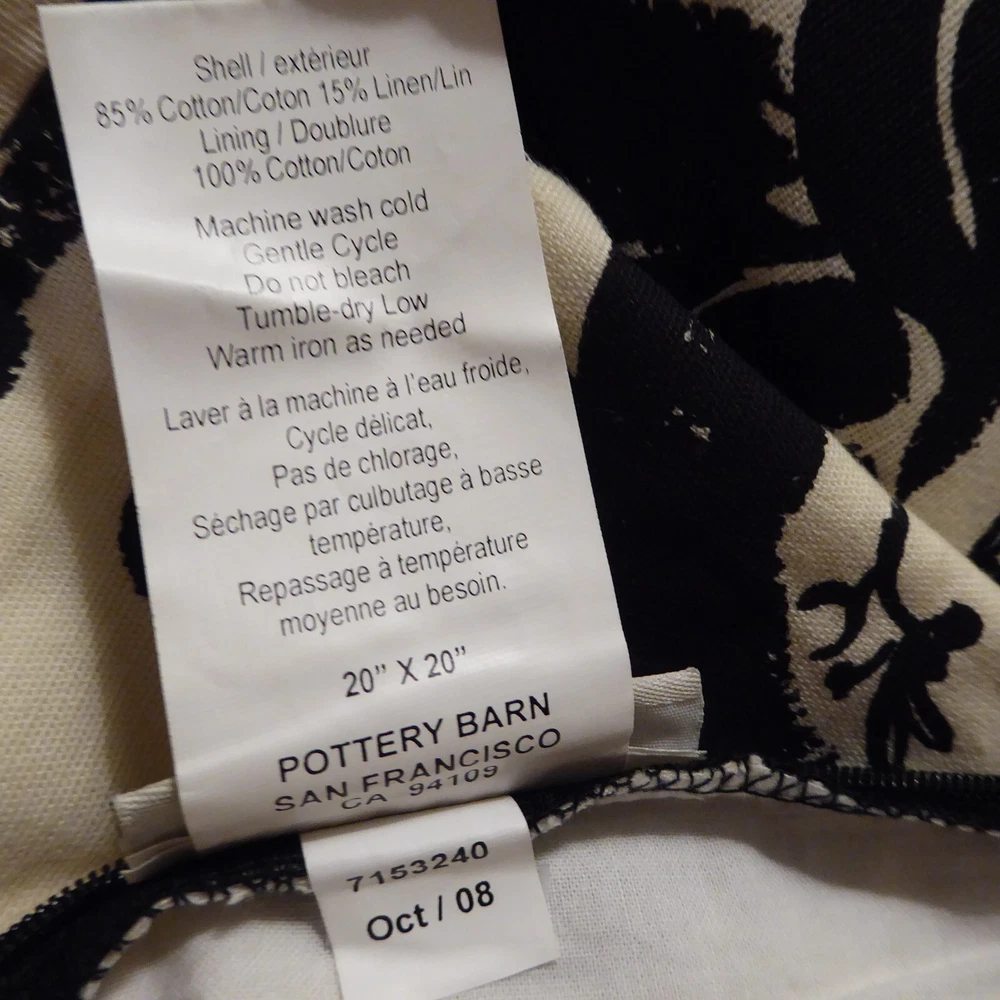 Shell / extérieur
85% Cotton/Coton 15% Linen/Lin
Lining / Doublure
100% Cotton/Coton
Machine wash cold
Gentle Cycle
Do not bleach
Tumble-dry Low
Warm iron as needed
Laver à la machine à l'eau froide,
Cycle délicat,
Pas de chlorage,
Séchage par culbutage à basse
température,
Repassage à température
moyenne au besoin.
20" X 20"
POTTERY BARN
SAN FRANCISCO
CA 94109
7153240
Oct / 08